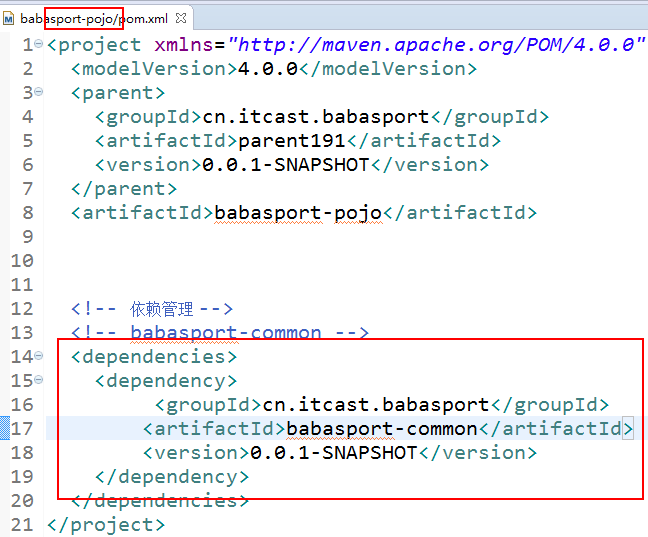 babasport-pojo/pom.xml
1 <project xmlns="http://maven.apache.org/POM/4.0.0"
2 <modelVersion>4.0.0</modelVersion>
3 <parent>
4 <groupId>cn.itcast.babasport</groupId>
5 <artifactId>parent191</artifactId>
6 <version>0.0.1-SNAPSHOT</version>
7 </parent>
8 <artifactId>babasport-pojo</artifactId>
9
10
11
12 <!-- 依赖管理 -->
13 <!-- babasport-common -->
14 <dependencies>
15 <dependency>
16 <groupId>cn.itcast.babasport</groupId>
17 <artifactId>babasport-common</artifactId>
18 <version>0.0.1-SNAPSHOT</version>
19 </dependency>
20 </dependencies>
21 </project>